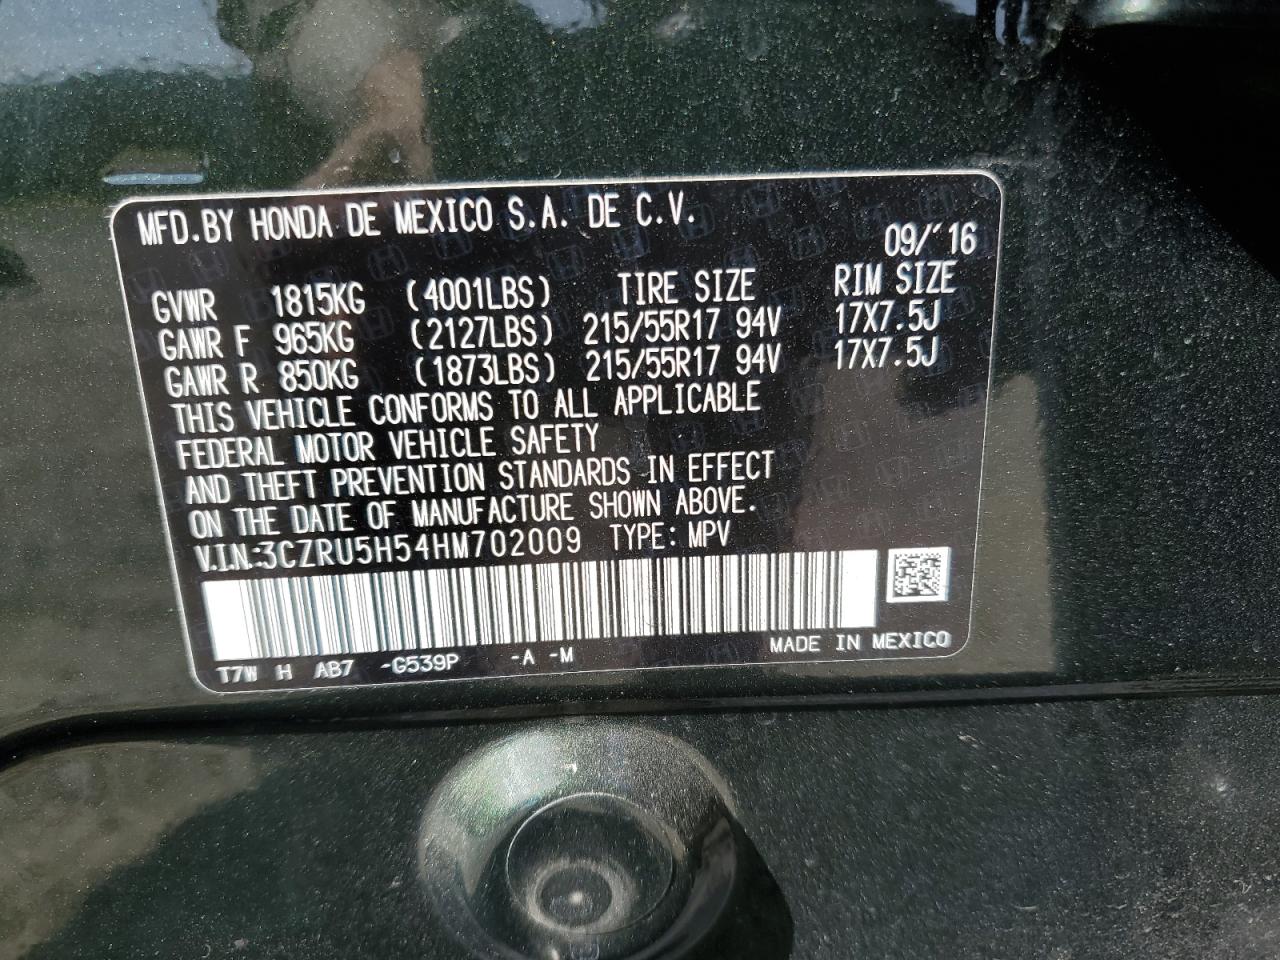 MFD.BY HONDA DE MEXICO S.A. DE C.V.
09/´16
GVWR 1815KG (4001LBS) TIRE SIZE RIM SIZE
GAWR F 965KG (2127LBS) 215/55R17 94V 17X7.5J
GAWR R 850KG (1873LBS) 215/55R17 94V 17X7.5J
THIS VEHICLE CONFORMS TO ALL APPLICABLE
FEDERAL MOTOR VEHICLE SAFETY
AND THEFT PREVENTION STANDARDS IN EFFECT
ON THE DATE OF MANUFACTURE SHOWN ABOVE.
V.I.N.:3CZRU5H54HM702009 TYPE: MPV
MADE IN MEXICO
T7W H AB7 -G539P -A -M